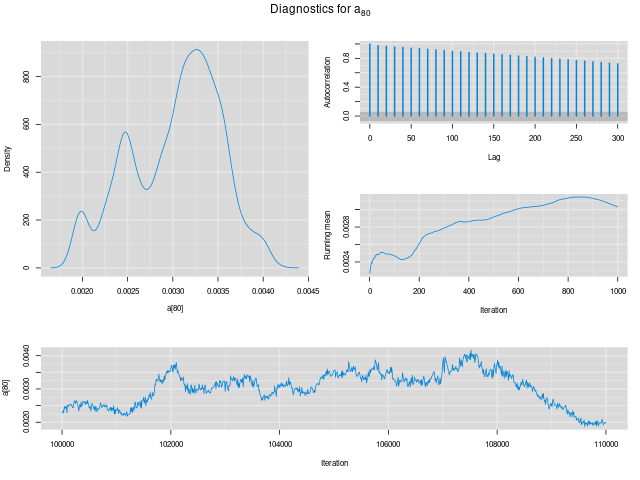 Diagnostics for a80
Density
0 200 400 600 800
0.0020 0.0025 0.0030 0.0035 0.0040 0.0045
a[80]
Autocorrelation
0.0 0.4 0.8
0 50 100 150 200 250 300
Lag
Running mean
0.0024 0.0028
0 200 400 600 800 1000
Iteration
a[80]
0.0020 0.0030 0.0040
100000 102000 104000 106000 108000 110000
Iteration